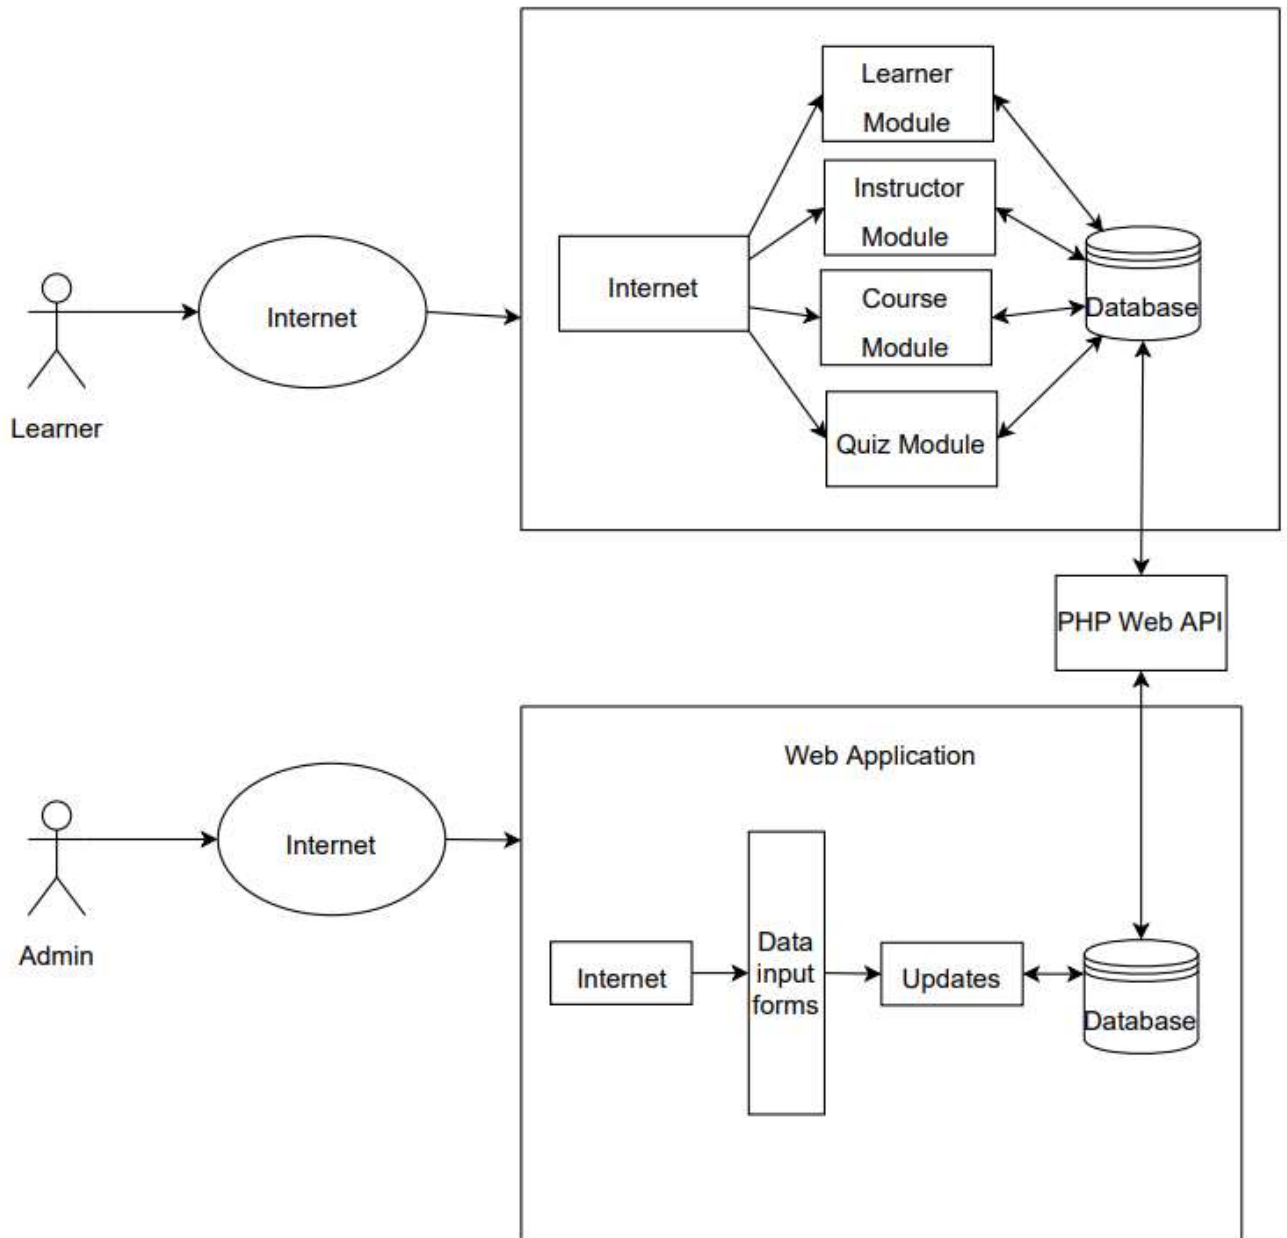 Learner
Module
Instructor
Module
Internet
Course
Module
Database
Internet
Quiz Module
Learner
PHP Web API
Web Application
Internet
Admin
Internet
Data
input
forms
Updates
Database